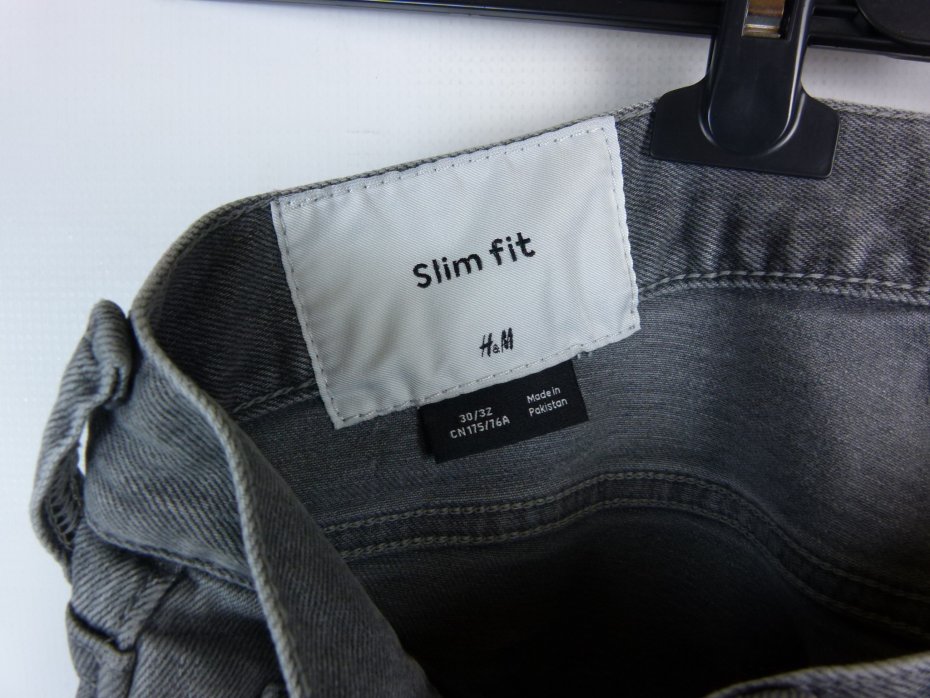 Slim fit
H&M
30/32
CN175/76A
Made in
Pakistan